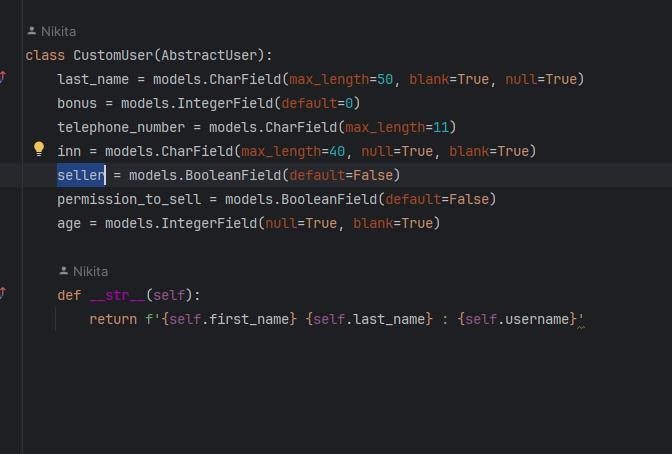 Nikita
class CustomUser(AbstractUser):
last_name = models.CharField(max_length=50, blank=True, null=True)
bonus = models.IntegerField(default=0)
telephone_number = models.CharField(max_length=11)
inn = models.CharField(max_length=40, null=True, blank=True)
seller = models.BooleanField(default=False)
permission_to_sell = models.BooleanField(default=False)
age = models.IntegerField(null=True, blank=True)
Nikita
def __str__(self):
return f'{self.first_name} {self.last_name} : {self.username}'